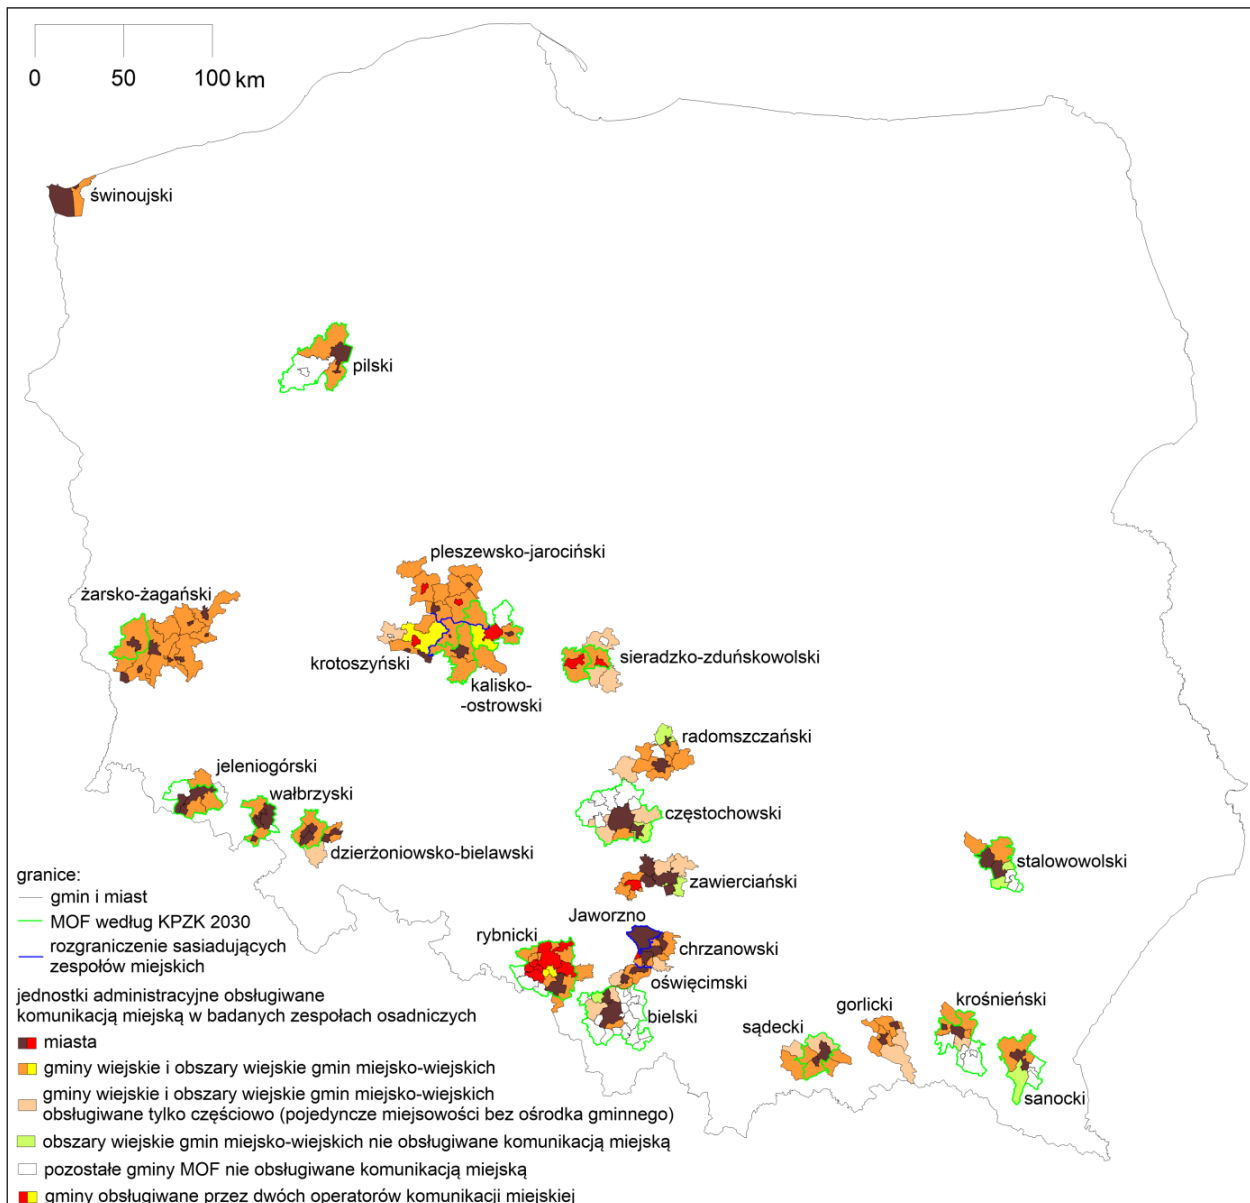 0 50 100 km
świnoujski
pilski
pleszewsko-jarociński
żarsko-żagański
krotoszyński
sieradzko-zduńskowolski
kalisko-
-ostrowski
radomszczański
jeleniogórski
wałbrzyski
częstochowski
dzierżoniowsko-bielawski
stalowowolski
zawierciański
granice:
gmin i miast
MOF według KPZK 2030
rozgraniczenie sasiadujących
zespołów miejskich
Jaworzno
rybnicki
chrzanowski
oświęcimski
bielski
gorlicki
krośnieński
sądecki
sanocki
jednostki administracyjne obsługiwane
komunikacją miejską w badanych zespołach osadniczych
miasta
gminy wiejskie i obszary wiejskie gmin miejsko-wiejskich
gminy wiejskie i obszary wiejskie gmin miejsko-wiejskich
obsługiwane tylko częściowo (pojedyncze miejsowości bez ośrodka gminnego)
obszary wiejskie gmin miejsko-wiejskich nie obsługiwane komunikacją miejską
pozostałe gminy MOF nie obsługiwane komunikacją miejską
gminy obsługiwane przez dwóch operatorów komunikacji miejskiej